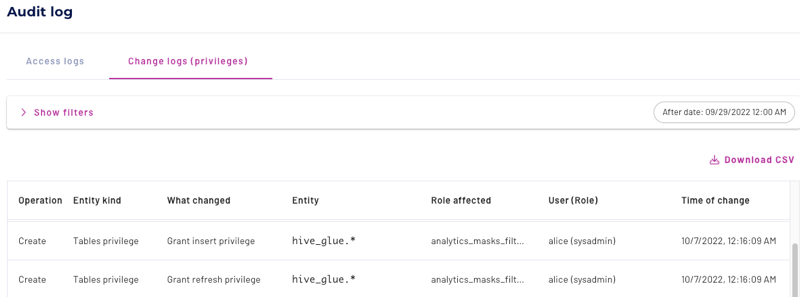 Audit log
Access logs Change logs (privileges)
Show filters After date: 09/29/2022 12:00 AM
Download CSV
Operation Entity kind What changed Entity Role affected User (Role) Time of change
Create Tables privilege Grant insert privilege hive_glue.* analytics_masks_filt... alice (sysadmin) 10/7/2022, 12:16:09 AM
Create Tables privilege Grant refresh privilege hive_glue.* analytics_masks_filt... alice (sysadmin) 10/7/2022, 12:16:09 AM